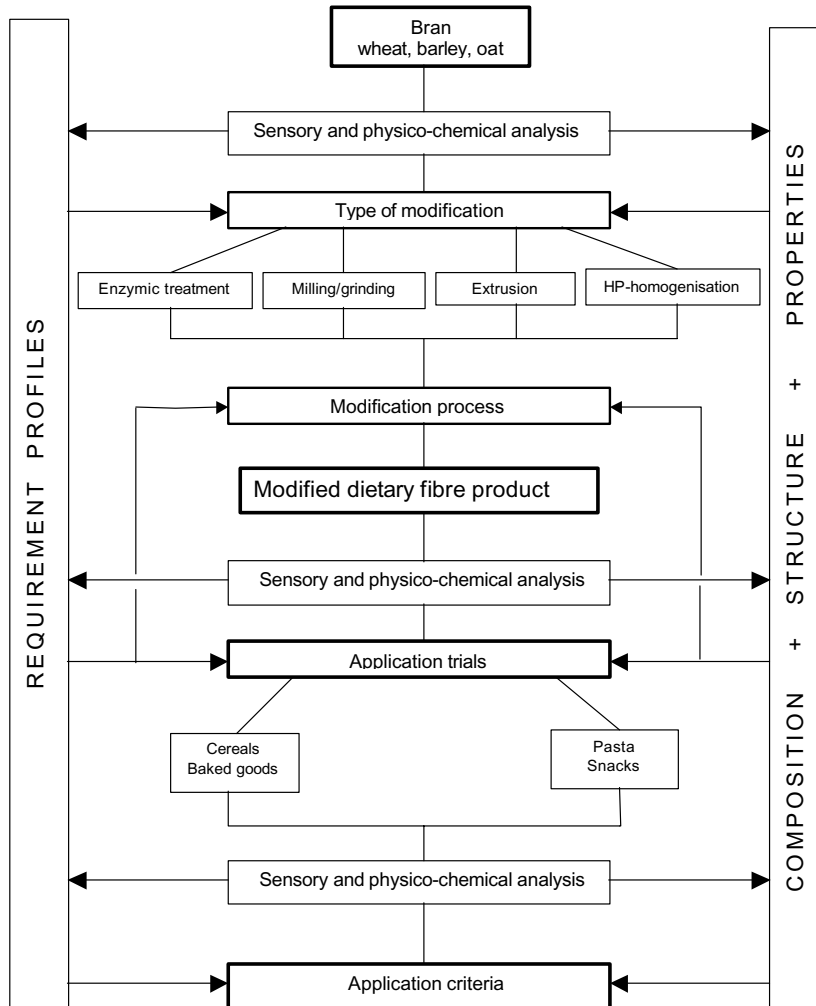 Bran
wheat, barley, oat
Sensory and physico-chemical analysis
Type of modification
Enzymic treatment
Milling/grinding
Extrusion
HP-homogenisation
Modification process
Modified dietary fibre product
Sensory and physico-chemical analysis
Application trials
Cereals
Baked goods
Pasta
Snacks
Sensory and physico-chemical analysis
Application criteria
REQUIREMENT PROFILES
COMPOSITION + STRUCTURE + PROPERTIES